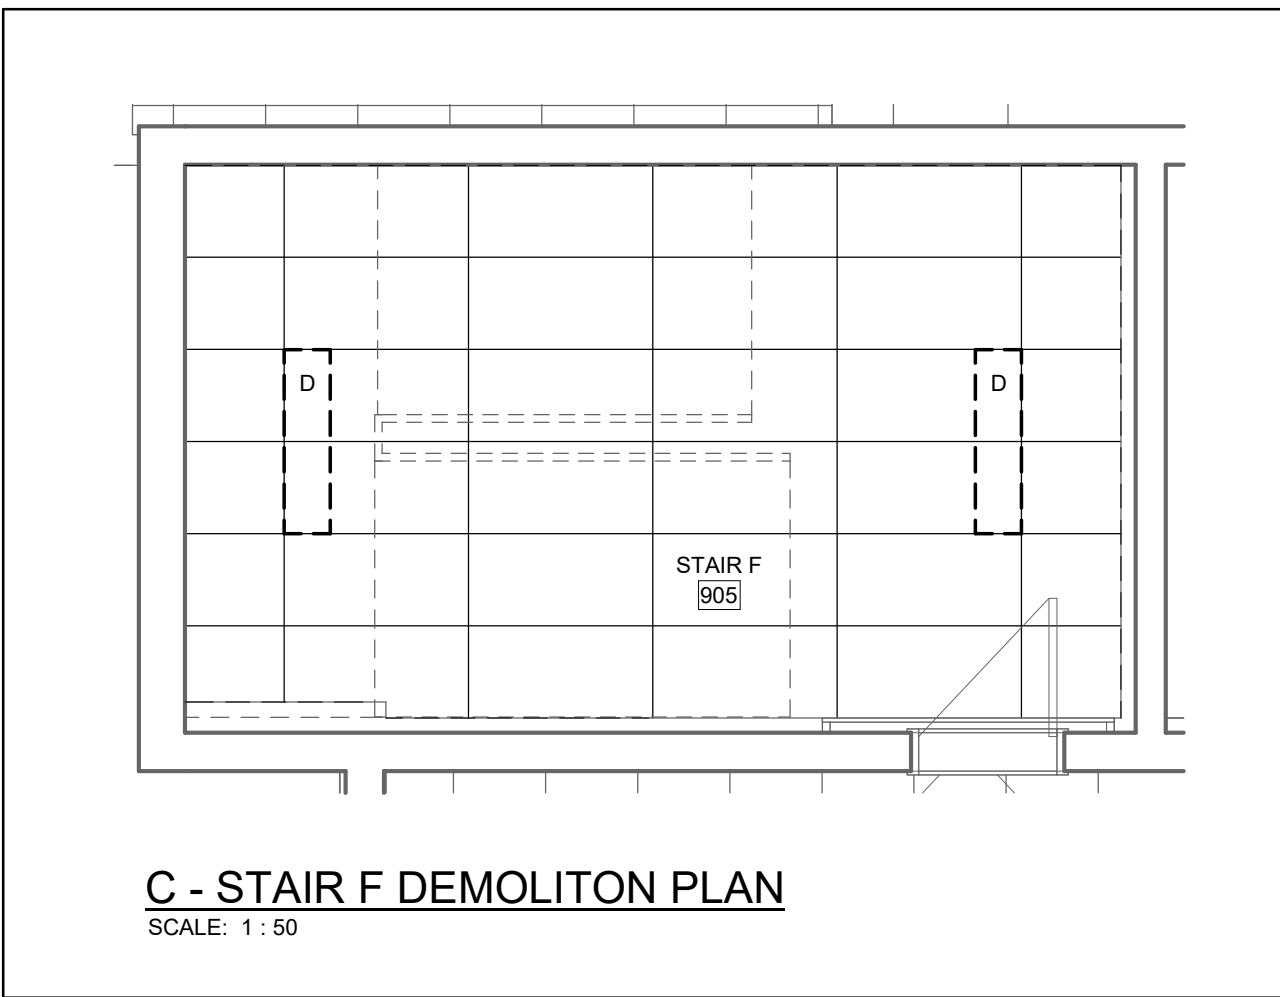 D
D
STAIR F
905
C - STAIR F DEMOLITON PLAN
SCALE: 1 : 50